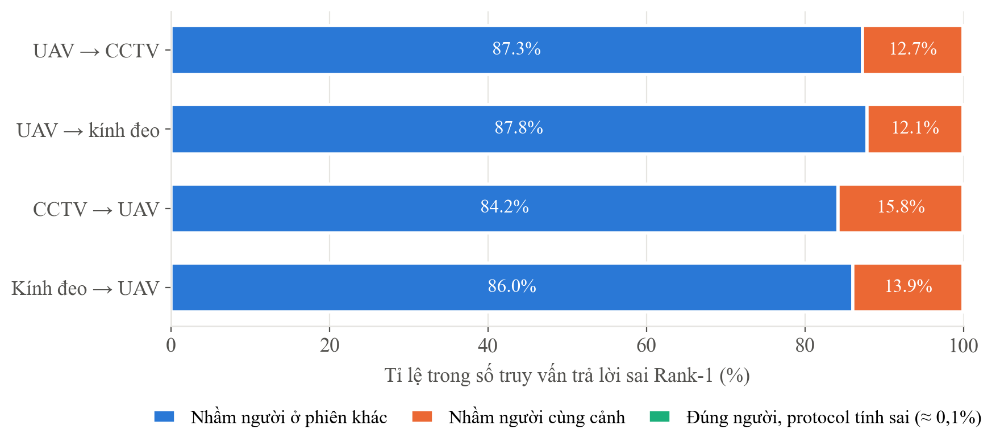 UAV → CCTV
87.3%
12.7%
UAV → kính đeo
87.8%
12.1%
CCTV → UAV
84.2%
15.8%
Kính đeo → UAV
86.0%
13.9%
0 20 40 60 80 100
Tỉ lệ trong số truy vấn trả lời sai Rank-1 (%)
Nhầm người ở phiên khác Nhầm người cùng cảnh Đúng người, protocol tính sai (≈ 0,1%)